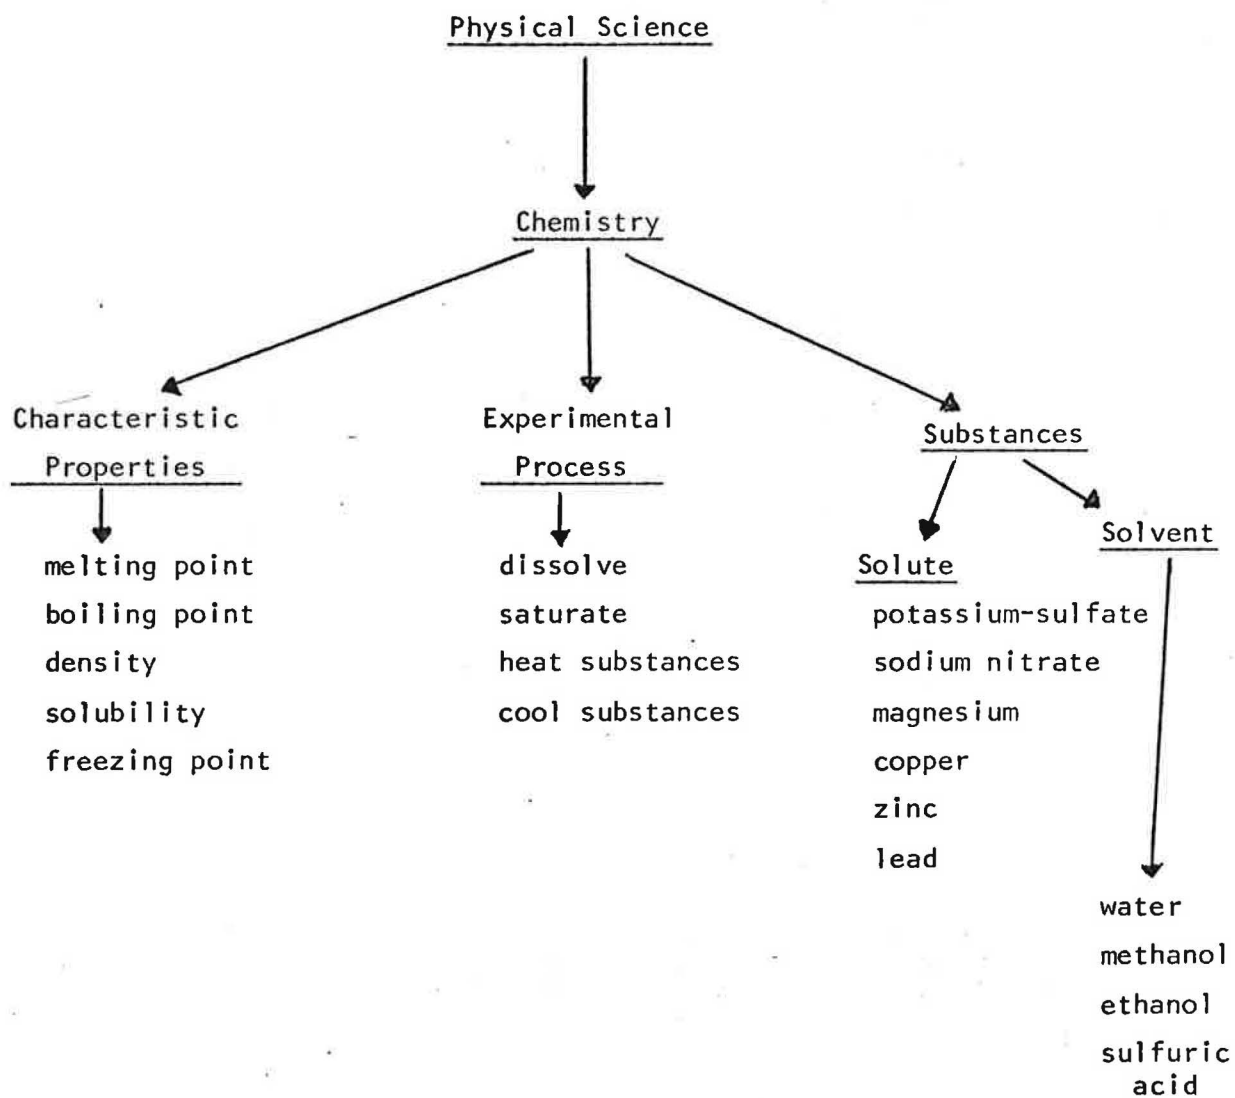 Physical Science
Chemistry
Characteristic
Properties
melting point
boiling point
density
solubility
freezing point
Experimental
Process
dissolve
saturate
heat substances
cool substances
Substances
Solute
potassium-sulfate
sodium nitrate
magnesium
copper
zinc
lead
Solvent
water
methanol
ethanol
sulfuric
acid